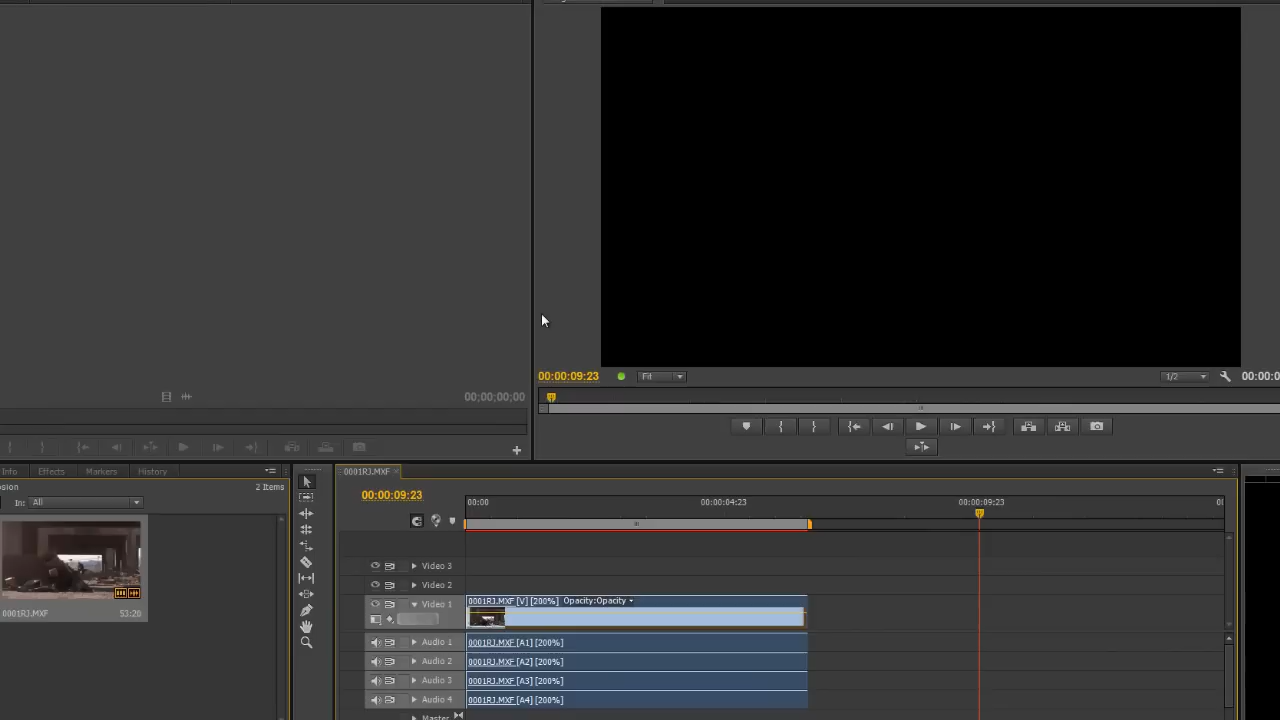 00:00:09:23
Fit
1/2
00:00:0
00;00;00;00
Info
Effects
Markers
History
0001RJ.MXF
osion
2 Items
In: All
00:00:09:23
00:00
00:00:04:23
00:00:09:23
Video 3
Video 2
0001RJ.MXF [V] [200%] Opacity:Opacity
Video 1
Audio 1
0001RJ.MXF [A1] [200%]
Audio 2
0001RJ.MXF [A2] [200%]
Audio 3
0001RJ.MXF [A3] [200%]
Audio 4
0001RJ.MXF [A4] [200%]
Master
0001RJ.MXF
53:20